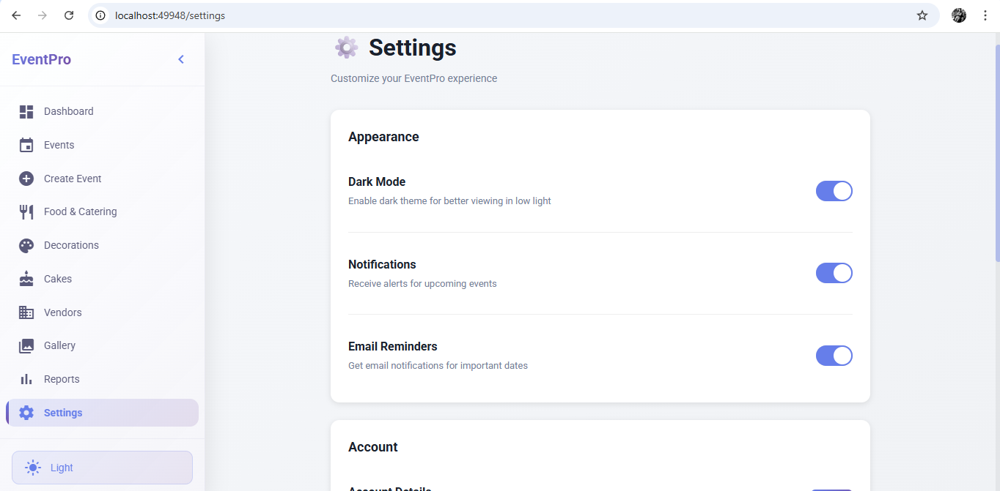 localhost:49948/settings
EventPro
Dashboard
Events
Create Event
Food & Catering
Decorations
Cakes
Vendors
Gallery
Reports
Settings
Light
Settings
Customize your EventPro experience
Appearance
Dark Mode
Enable dark theme for better viewing in low light
Notifications
Receive alerts for upcoming events
Email Reminders
Get email notifications for important dates
Account
Account Details